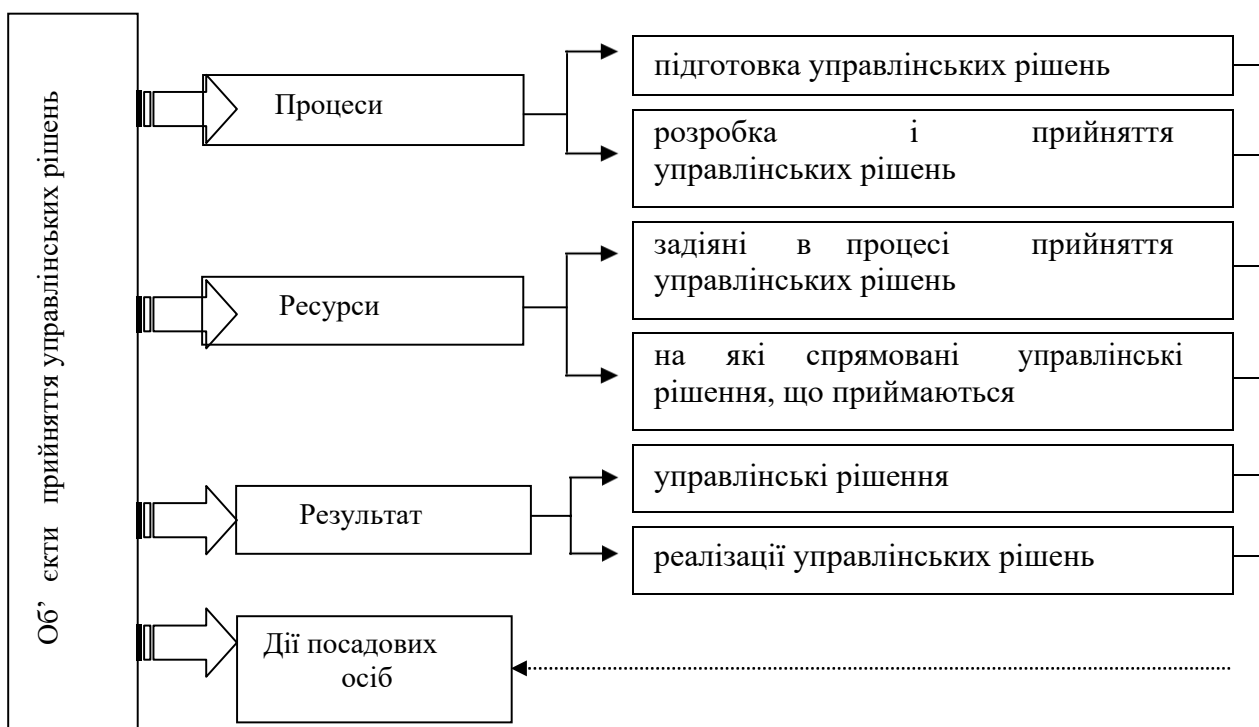 Об’ єкти прийняття управлінських рішень
Процеси
підготовка управлінських рішень
розробка і прийняття
управлінських рішень
Ресурси
задіяні в процесі прийняття
управлінських рішень
на які спрямовані управлінські
рішення, що приймаються
Результат
управлінські рішення
реалізації управлінських рішень
Дії посадових
осіб